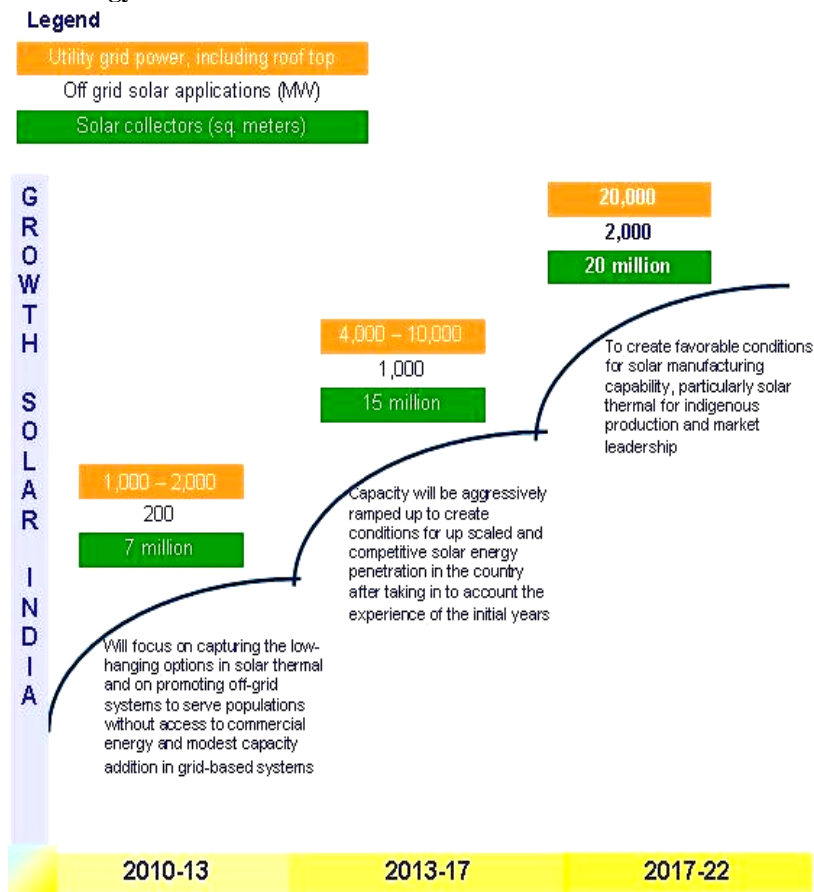 Legend
Utility grid power, including roof top
Off grid solar applications (MW)
Solar collectors (sq. meters)
GROWTH SOLAR INDIA
20,000
2,000
20 million
4,000 – 10,000
1,000
15 million
To create favorable conditions
for solar manufacturing
capability, particularly solar
thermal for indigenous
production and market
leadership
1,000 – 2,000
200
7 million
Capacity will be aggressively
ramped up to create
conditions for up scaled and
competitive solar energy
penetration in the country
after taking in to account the
experience of the initial years
Will focus on capturing the low-
hanging options in solar thermal
and on promoting off-grid
systems to serve populations
without access to commercial
energy and modest capacity
addition in grid-based systems
2010-13
2013-17
2017-22